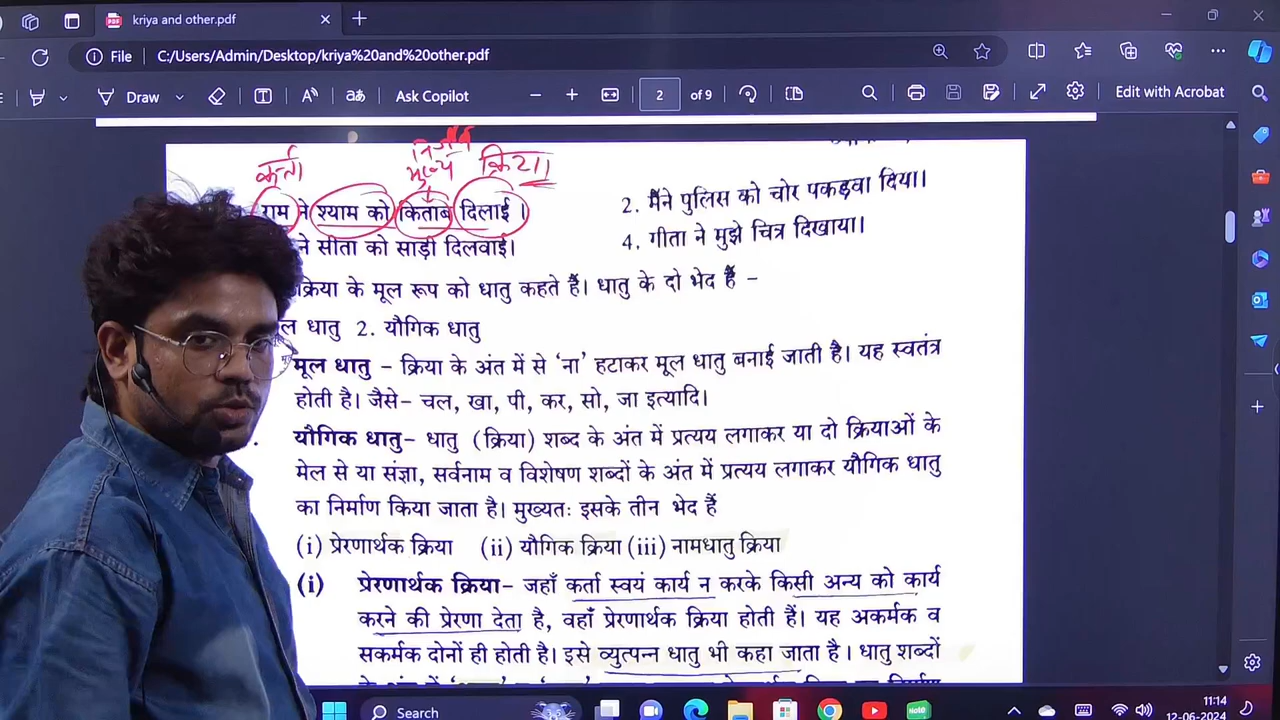 kriya and other.pdf
File C:/Users/Admin/Desktop/kriya%20and%20other.pdf
Draw Ask Copilot 2 of 9 Edit with Acrobat
कर्ता मुख्य क्रिया
राम ने श्याम को किताब दिलाई ।
2. मैंने पुलिस को चोर पकड़वा दिया।
ने सीता को साड़ी दिलवाई।
4. गीता ने मुझे चित्र दिखाया।
क्रिया के मूल रूप को धातु कहते हैं। धातु के दो भेद हैं –
ल धातु 2. यौगिक धातु
मूल धातु – क्रिया के अंत में से ‘ना’ हटाकर मूल धातु बनाई जाती है। यह स्वतंत्र
होती है। जैसे– चल, खा, पी, कर, सो, जा इत्यादि।
यौगिक धातु– धातु (क्रिया) शब्द के अंत में प्रत्यय लगाकर या दो क्रियाओं के
मेल से या संज्ञा, सर्वनाम व विशेषण शब्दों के अंत में प्रत्यय लगाकर यौगिक धातु
का निर्माण किया जाता है। मुख्यतः इसके तीन भेद हैं
(i) प्रेरणार्थक क्रिया (ii) यौगिक क्रिया (iii) नामधातु क्रिया
(i) प्रेरणार्थक क्रिया– जहाँ कर्ता स्वयं कार्य न करके किसी अन्य को कार्य
करने की प्रेरणा देता है, वहाँ प्रेरणार्थक क्रिया होती हैं। यह अकर्मक व
सकर्मक दोनों ही होती है। इसे व्युत्पन्न धातु भी कहा जाता है। धातु शब्दों
Search
11:14
12-06-2024